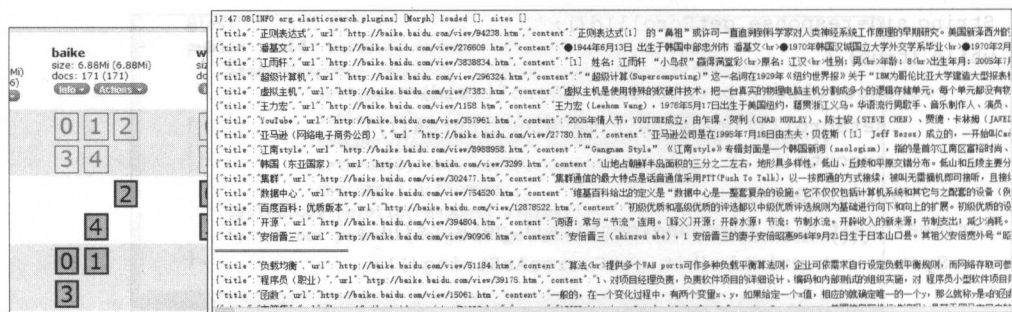 baike
size: 6.88Mi (6.88Mi)
docs: 171 (171)
Info
Actions
0 1 2
3 4
2
4
0 1
3
17:47:08[INFO org.elasticsearch.plugins] [Morph] loaded [], sites []
{"title":"正则表达式","url":"http://baike.baidu.com/view/94238.htm","content":"正则表达式[1] 的“鼻祖”或许可一直追溯到科学家对人类神经系统工作原理的早期研究。美国新泽西州的
{"title":"潘基文","url":"http://baike.baidu.com/view/276609.htm","content":"●1944年6月13日 出生于韩国中部忠州市 潘基文<br>●1970年韩国汉城国立大学外交学系毕业<br>●1970年2月
{"title":"江雨轩","url":"http://baike.baidu.com/view/3838834.htm","content":"[1] 姓名:江雨轩 “小鸟叔”赢得满堂彩<br>原名:江汉<br>性别:男<br>年龄:8<br>出生年月:2005年7月
{"title":"超级计算机","url":"http://baike.baidu.com/view/296324.htm","content":"“超级计算(Supercomputing)”这一名词在1929年《纽约世界报》关于“IBM为哥伦比亚大学建造大型报表机
{"title":"虚拟主机","url":"http://baike.baidu.com/view/7383.htm","content":"虚拟主机是使用特殊的软硬件技术,把一台真实的物理电脑主机分割成多个的逻辑存储单元,每个单元都没有物
{"title":"王力宏","url":"http://baike.baidu.com/view/1158.htm","content":"王力宏(Leehom Wang),1976年5月17日出生于美国纽约,籍贯浙江义乌。华语流行男歌手、音乐制作人、演员、
{"title":"YouTube","url":"http://baike.baidu.com/view/357961.htm","content":"2005年情人节,YOUTUBE成立,由乍得·贺利(CHAD HURLEY)、陈士骏(STEVE CHEN)、贾德·卡林姆(JAFEI
{"title":"亚马逊(网络电子商务公司)","url":"http://baike.baidu.com/view/27780.htm","content":"亚马逊公司是在1995年7月16日由杰夫·贝佐斯([1] Jeff Bezos)成立的,一开始叫Cad
{"title":"江南style","url":"http://baike.baidu.com/view/8988958.htm","content":"“Gangnam Style”《江南style》专辑封面是一个韩国新词(neologism),指的是首尔江南区富裕时尚、
{"title":"韩国(东亚国家)","url":"http://baike.baidu.com/view/3299.htm","content":"山地占朝鲜半岛面积的三分之二左右,地形具多样性,低山、丘陵和平原交错分布。低山和丘陵主要分
{"title":"集群","url":"http://baike.baidu.com/view/302477.htm","content":"集群通信的最大特点是话音通信采用PTT(Push To Talk),以一按即通的方式接续,被叫无需摘机即可接听,且接
{"title":"数据中心","url":"http://baike.baidu.com/view/754520.htm","content":"维基百科给出的定义是“数据中心是一整套复杂的设施。它不仅仅包括计算机系统和其它与之配套的设备(例
{"title":"百度百科:优质版本","url":"http://baike.baidu.com/view/12878522.htm","content":"初级优质和高级优质的评选都以中级优质评选规则为基础进行向下和向上的扩展。初级优质的设
{"title":"开源","url":"http://baike.baidu.com/view/394804.htm","content":"词语:常与“节流”连用。[释义]开源:开辟水源;节流:节制水流。开辟收入的新来源;节制支出;减少消耗。
{"title":"安倍晋三","url":"http://baike.baidu.com/view/90906.htm","content":"安倍晋三(shinzou abe),1 安倍晋三的妻子安倍昭惠954年9月21日生于日本山口县。其祖父安倍宽外号“昭
{"title":"负载均衡","url":"http://baike.baidu.com/view/51184.htm","content":"算法<br>提供多个WAN ports可作多种负载平衡算法则,企业可依需求自行设定负载平衡规则,而网络存取可参
{"title":"程序员(职业)","url":"http://baike.baidu.com/view/39175.htm","content":"1、对项目经理负责,负责软件项目的详细设计、编码和内部测试的组织实施,对 程序员小型软件项目
{"title":"函数","url":"http://baike.baidu.com/view/15061.htm","content":"一般的,在一个变化过程中,有两个变量x、y,如果给定一个x值,相应的就确定唯一的一个y,那么就称y是x的函